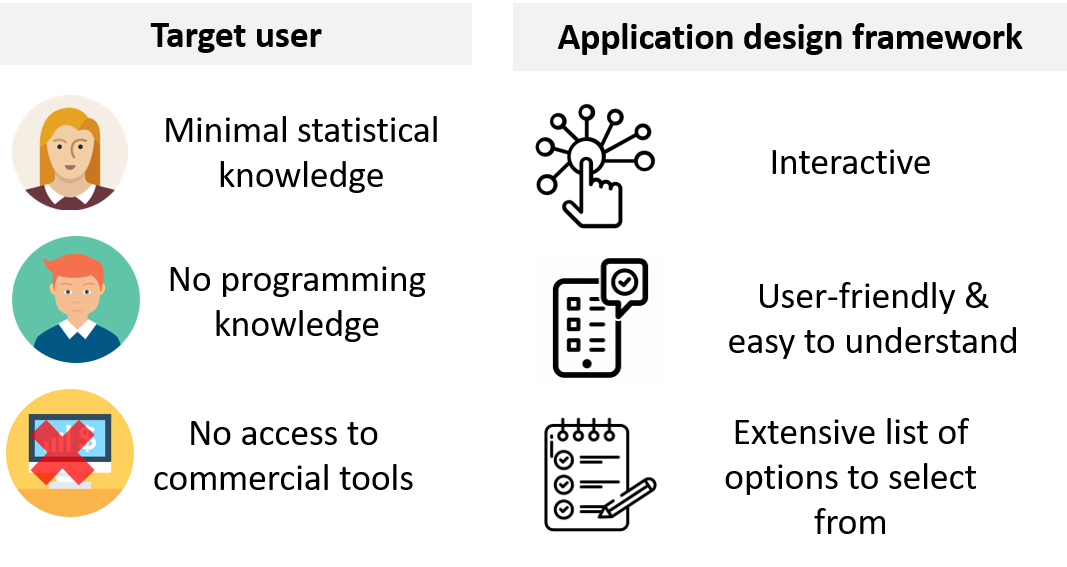 Target user
Minimal statistical
knowledge
No programming
knowledge
No access to
commercial tools
Application design framework
Interactive
User-friendly &
easy to understand
Extensive list of
options to select
from